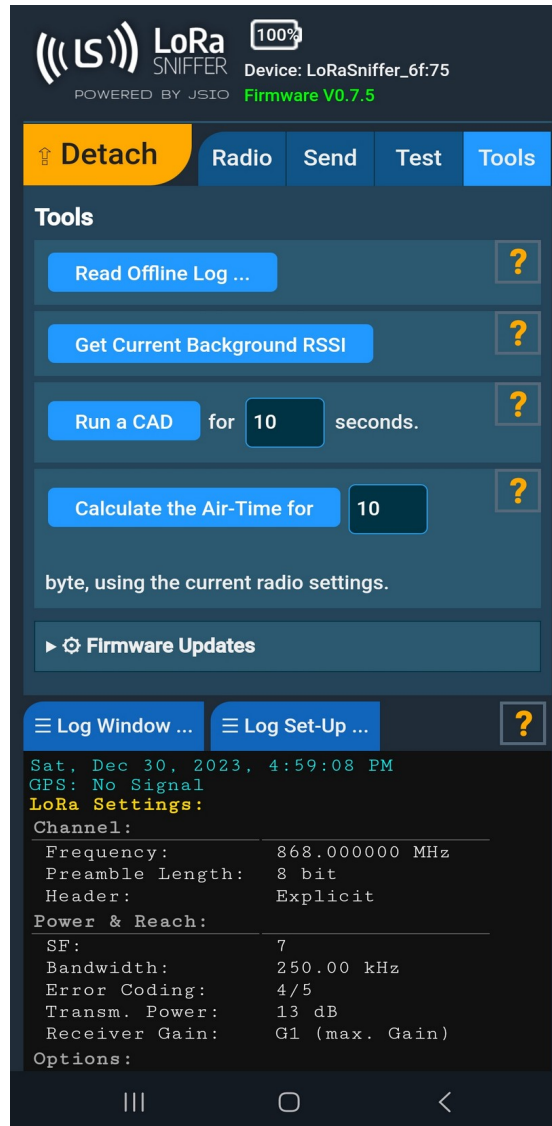 ((( LS ))) LoRa
SNIFFER
POWERED BY JSIO
100%
Device: LoRaSniffer_6f:75
Firmware V0.7.5
⇪ Detach
Radio
Send
Test
Tools
Tools
Read Offline Log ...
?
Get Current Background RSSI
?
Run a CAD for 10 seconds.
?
Calculate the Air-Time for 10
?
byte, using the current radio settings.
▸ ⚙ Firmware Updates
☰ Log Window ...
☰ Log Set-Up ...
?
Sat, Dec 30, 2023, 4:59:08 PM
GPS: No Signal
LoRa Settings:
Channel:
Frequency: 868.000000 MHz
Preamble Length: 8 bit
Header: Explicit
Power & Reach:
SF: 7
Bandwidth: 250.00 kHz
Error Coding: 4/5
Transm. Power: 13 dB
Receiver Gain: G1 (max. Gain)
Options: